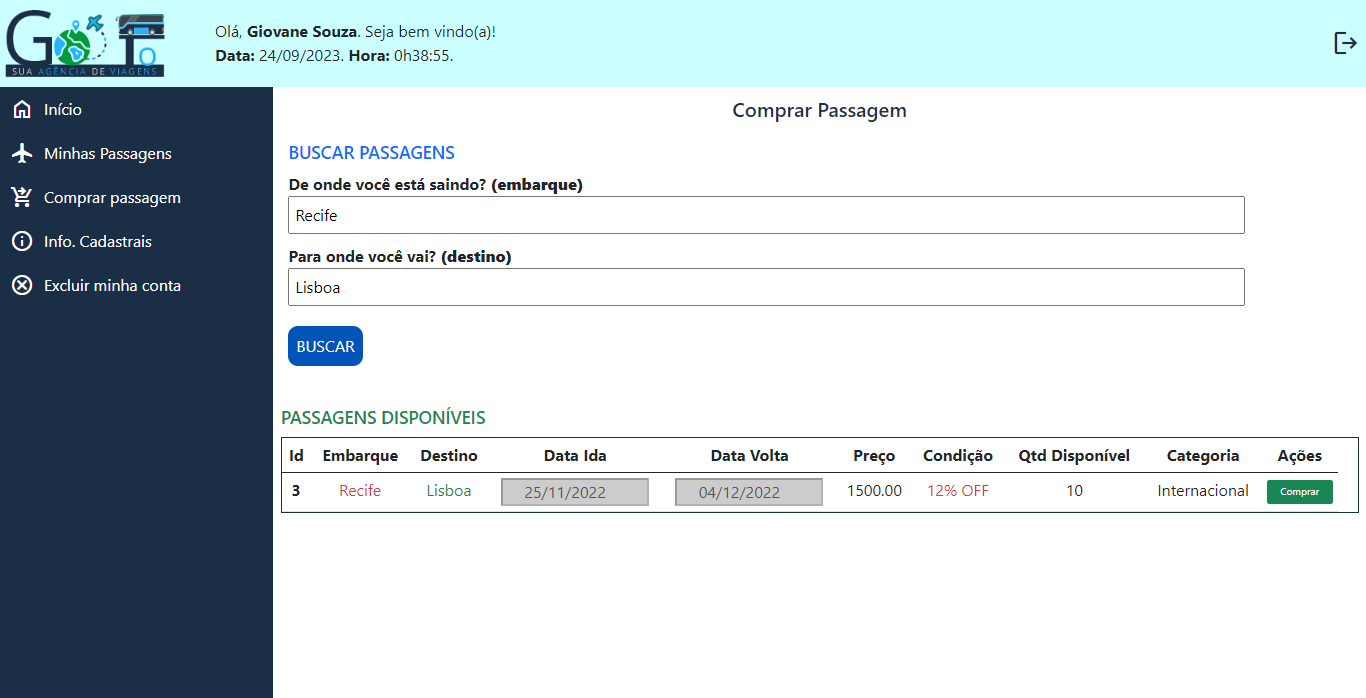 GO TO
SUA AGÊNCIA DE VIAGENS
Olá, Giovane Souza. Seja bem vindo(a)!
Data: 24/09/2023. Hora: 0h38:55.
Início
Minhas Passagens
Comprar passagem
Info. Cadastrais
Excluir minha conta
Comprar Passagem
BUSCAR PASSAGENS
De onde você está saindo? (embarque)
Recife
Para onde você vai? (destino)
Lisboa
BUSCAR
PASSAGENS DISPONÍVEIS
Id Embarque Destino Data Ida Data Volta Preço Condição Qtd Disponível Categoria Ações
3 Recife Lisboa 25/11/2022 04/12/2022 1500.00 12% OFF 10 Internacional Comprar